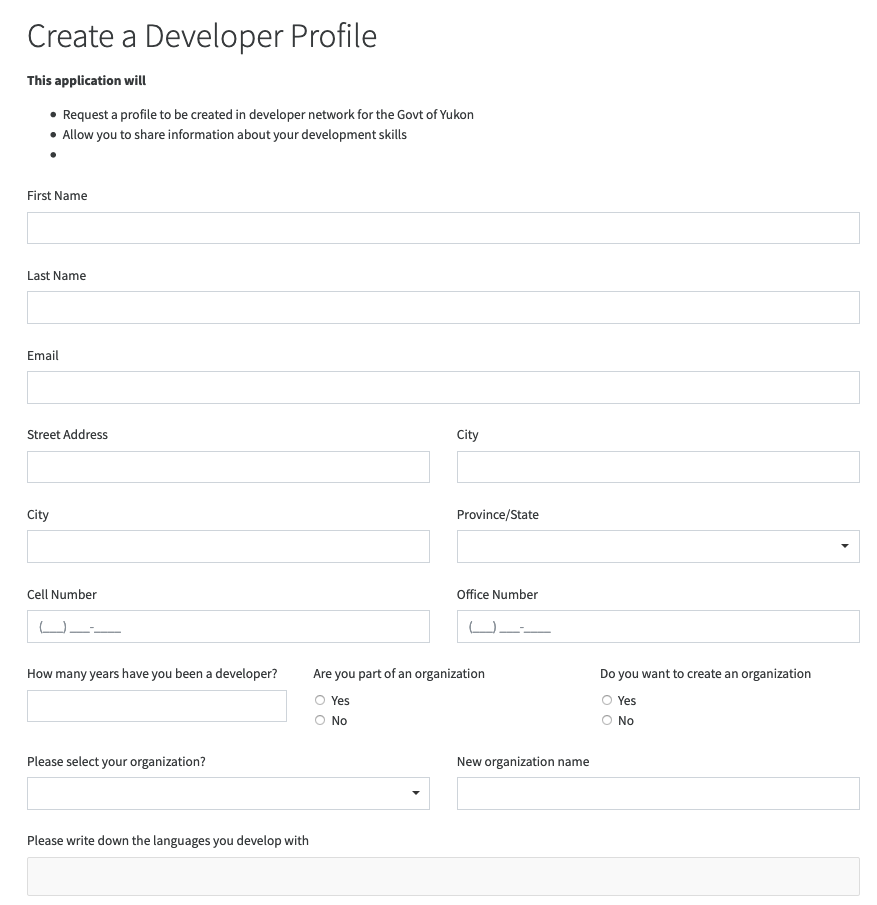 Create a Developer Profile
This application will
• Request a profile to be created in developer network for the Govt of Yukon
• Allow you to share information about your development skills
•
First Name
Last Name
Email
Street Address
City
City
Province/State
Cell Number
Office Number
(___) ___-____
(___) ___-____
How many years have you been a developer?
Are you part of an organization
Do you want to create an organization
Yes
No
Yes
No
Please select your organization?
New organization name
Please write down the languages you develop with